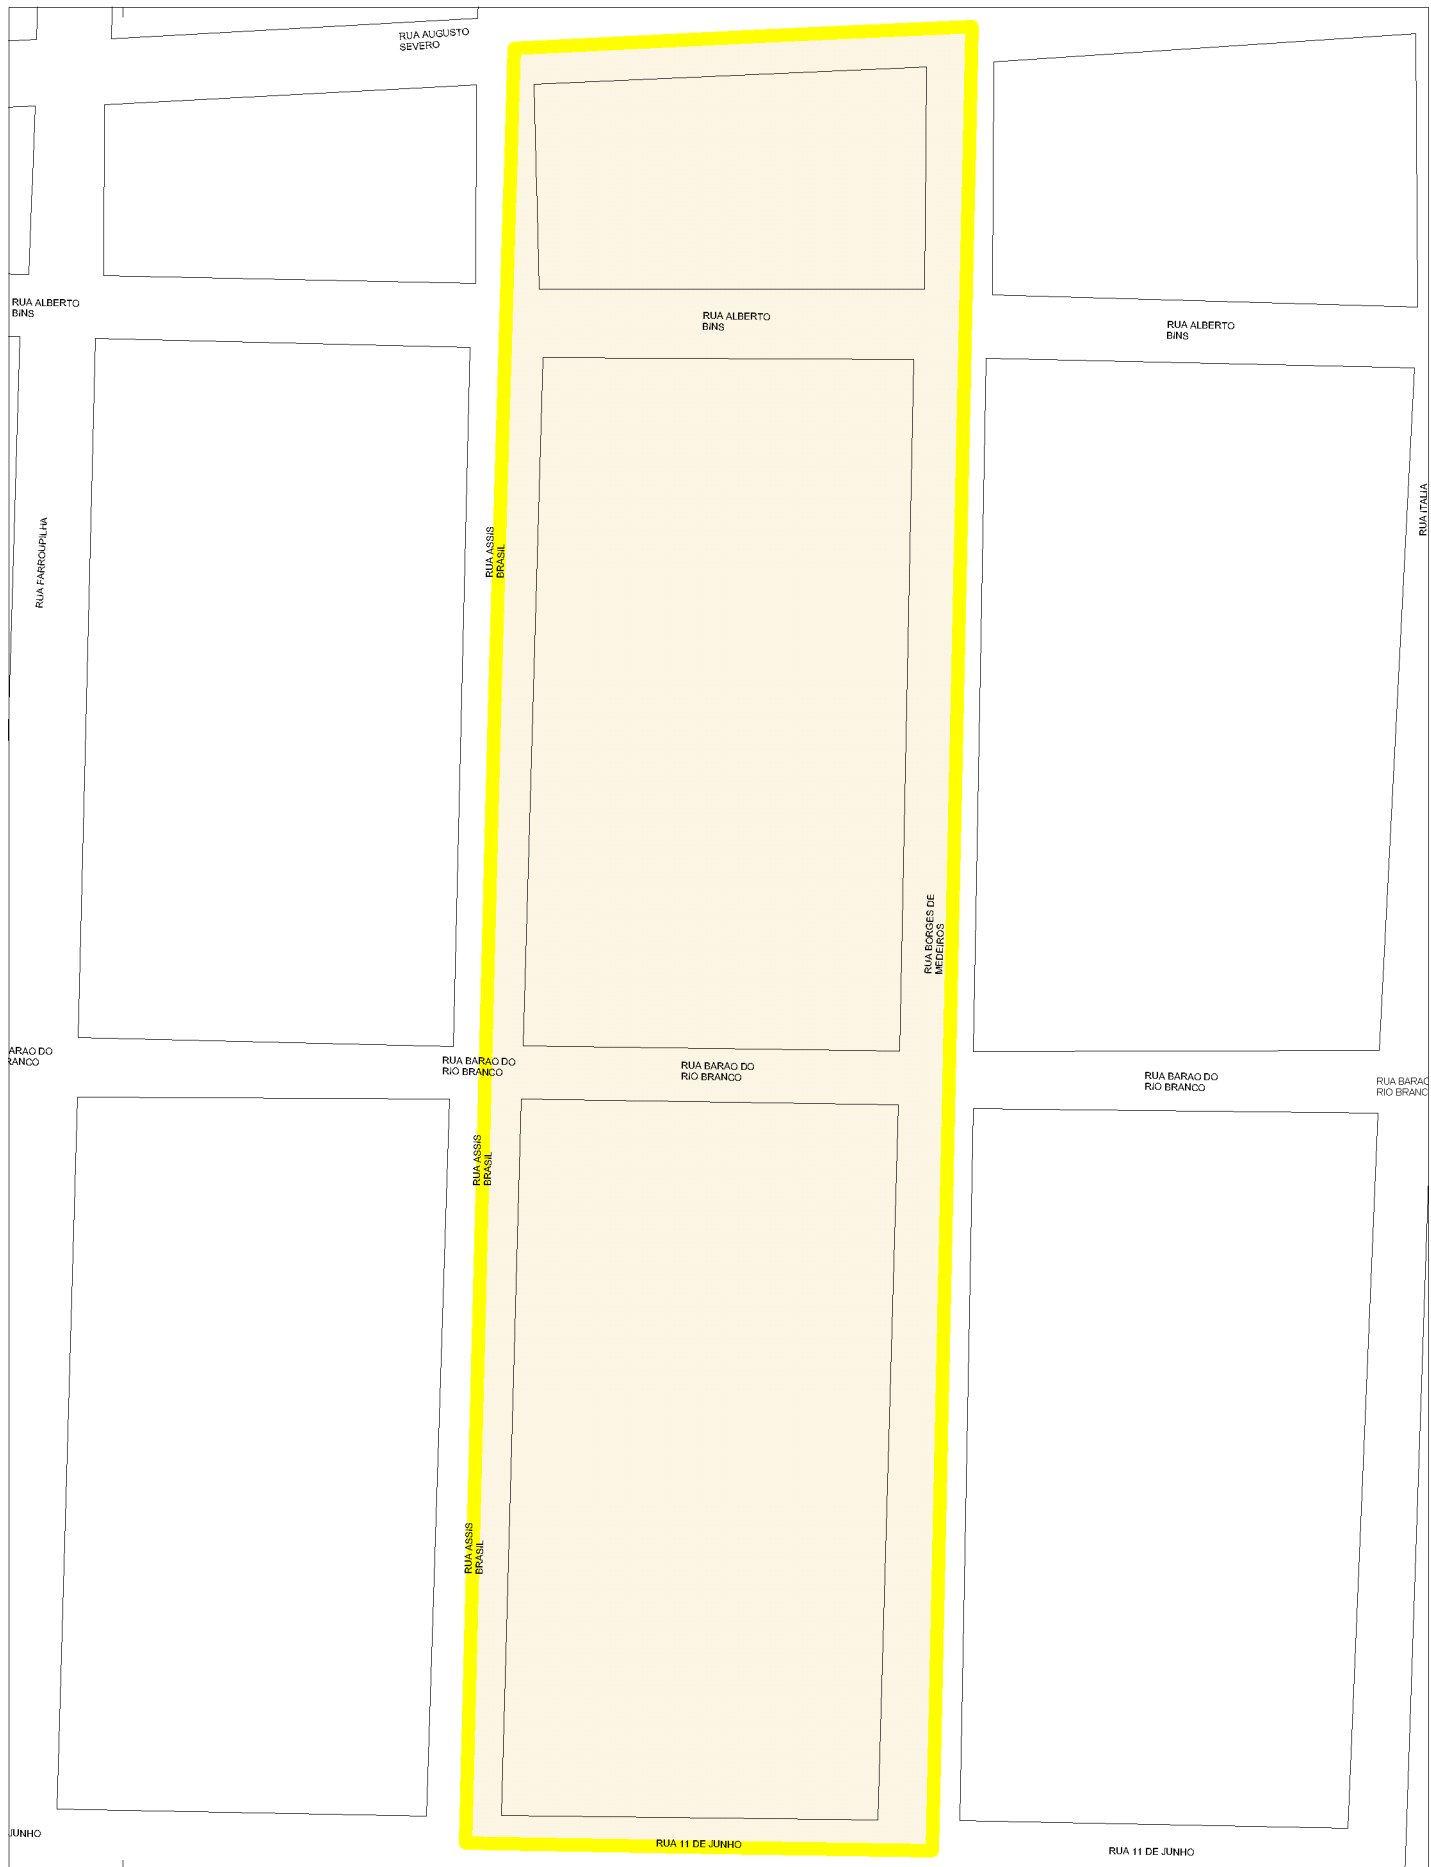 RUA AUGUSTO
SEVERO
RUA ALBERTO
BINS
RUA ALBERTO
BINS
RUA ALBERTO
BINS
RUA ITALIA
RUA FARROUPILHA
RUA ASSIS
BRASIL
RUA BORGES DE
MEDEIROS
ARAO DO
RANCO
RUA BARAO DO
RIO BRANCO
RUA BARAO DO
RIO BRANCO
RUA BARAO DO
RIO BRANCO
RUA BARAO
RIO BRANC
RUA ASSIS
BRASIL
RUA ASSIS
BRASIL
JUNHO
RUA 11 DE JUNHO
RUA 11 DE JUNHO